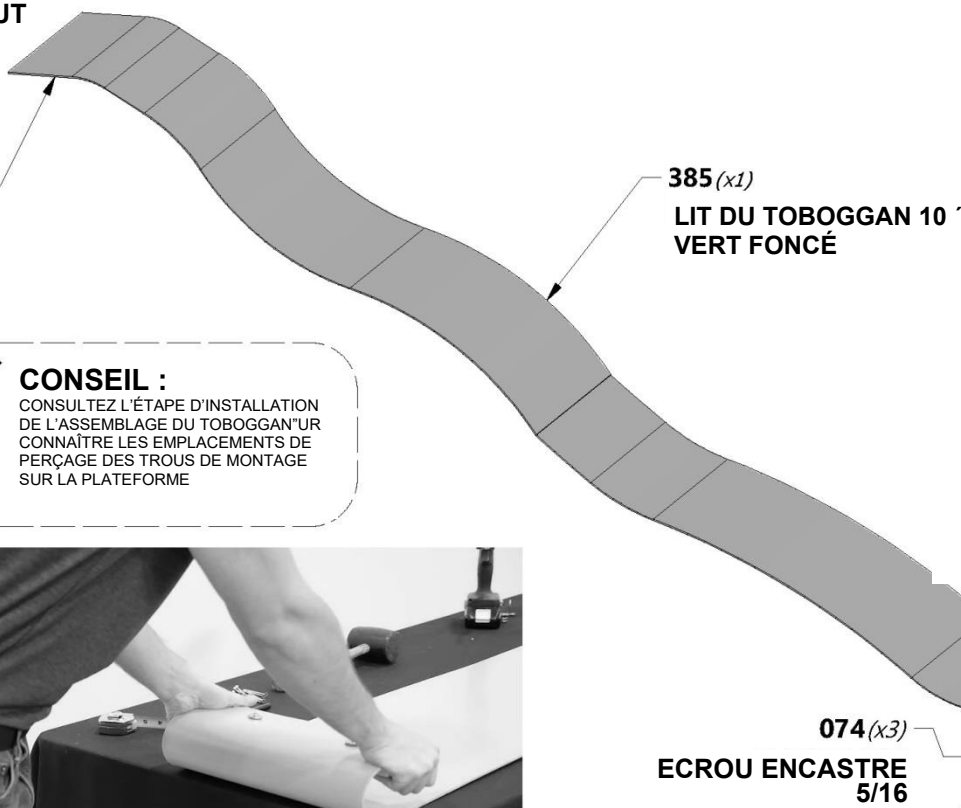 UT
385(x1)
LIT DU TOBOGGAN 10 ´
VERT FONCÉ
CONSEIL :
CONSULTEZ L'ÉTAPE D'INSTALLATION
DE L'ASSEMBLAGE DU TOBOGGAN"UR
CONNAÎTRE LES EMPLACEMENTS DE
PERÇAGE DES TROUS DE MONTAGE
SUR LA PLATEFORME
074(x3)
ECROU ENCASTRE
5/16